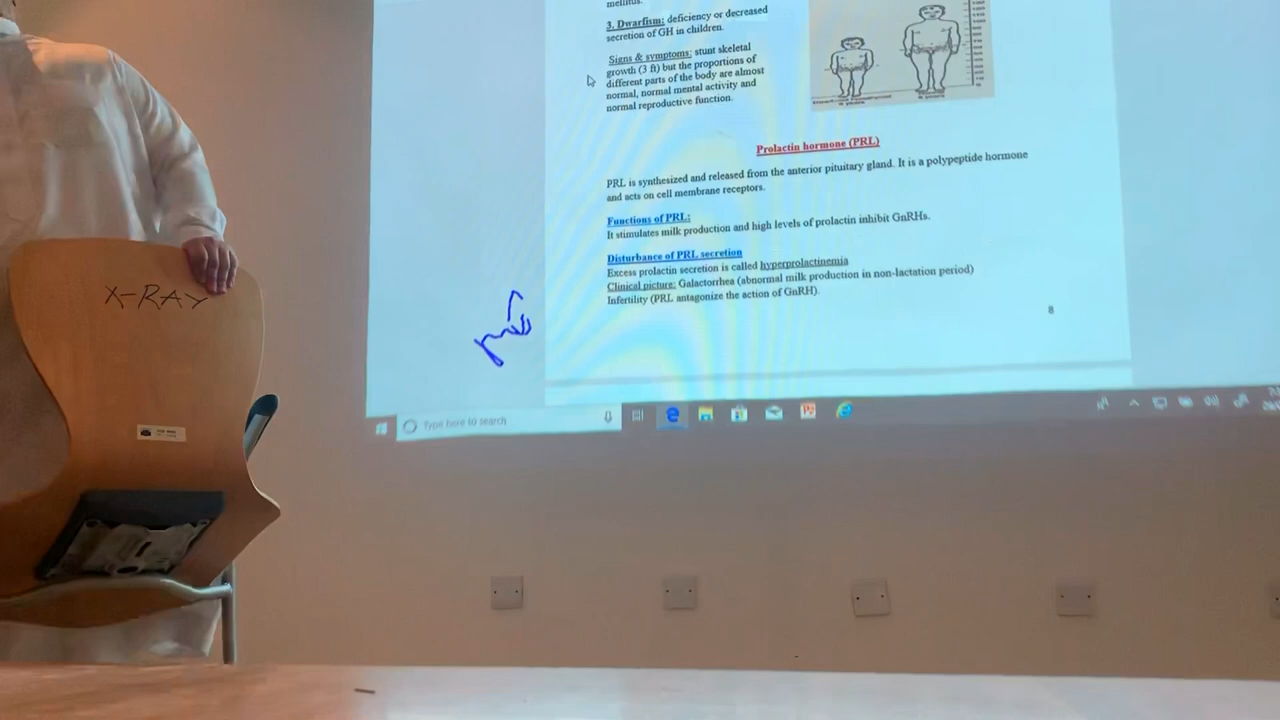 mellitus.
3. Dwarfism: deficiency or decreased
secretion of GH in children.
Signs & symptoms: stunt skeletal
growth (3 ft) but the proportions of
different parts of the body are almost
normal, normal mental activity and
normal reproductive function.
Prolactin hormone (PRL)
PRL is synthesized and released from the anterior pituitary gland. It is a polypeptide hormone
and acts on cell membrane receptors.
Functions of PRL:
It stimulates milk production and high levels of prolactin inhibit GnRHs.
Disturbance of PRL secretion
Excess prolactin secretion is called hyperprolactinemia
Clinical picture: Galactorrhea (abnormal milk production in non-lactation period)
Infertility (PRL antagonize the action of GnRH).
8
Type here to search
X-RAY